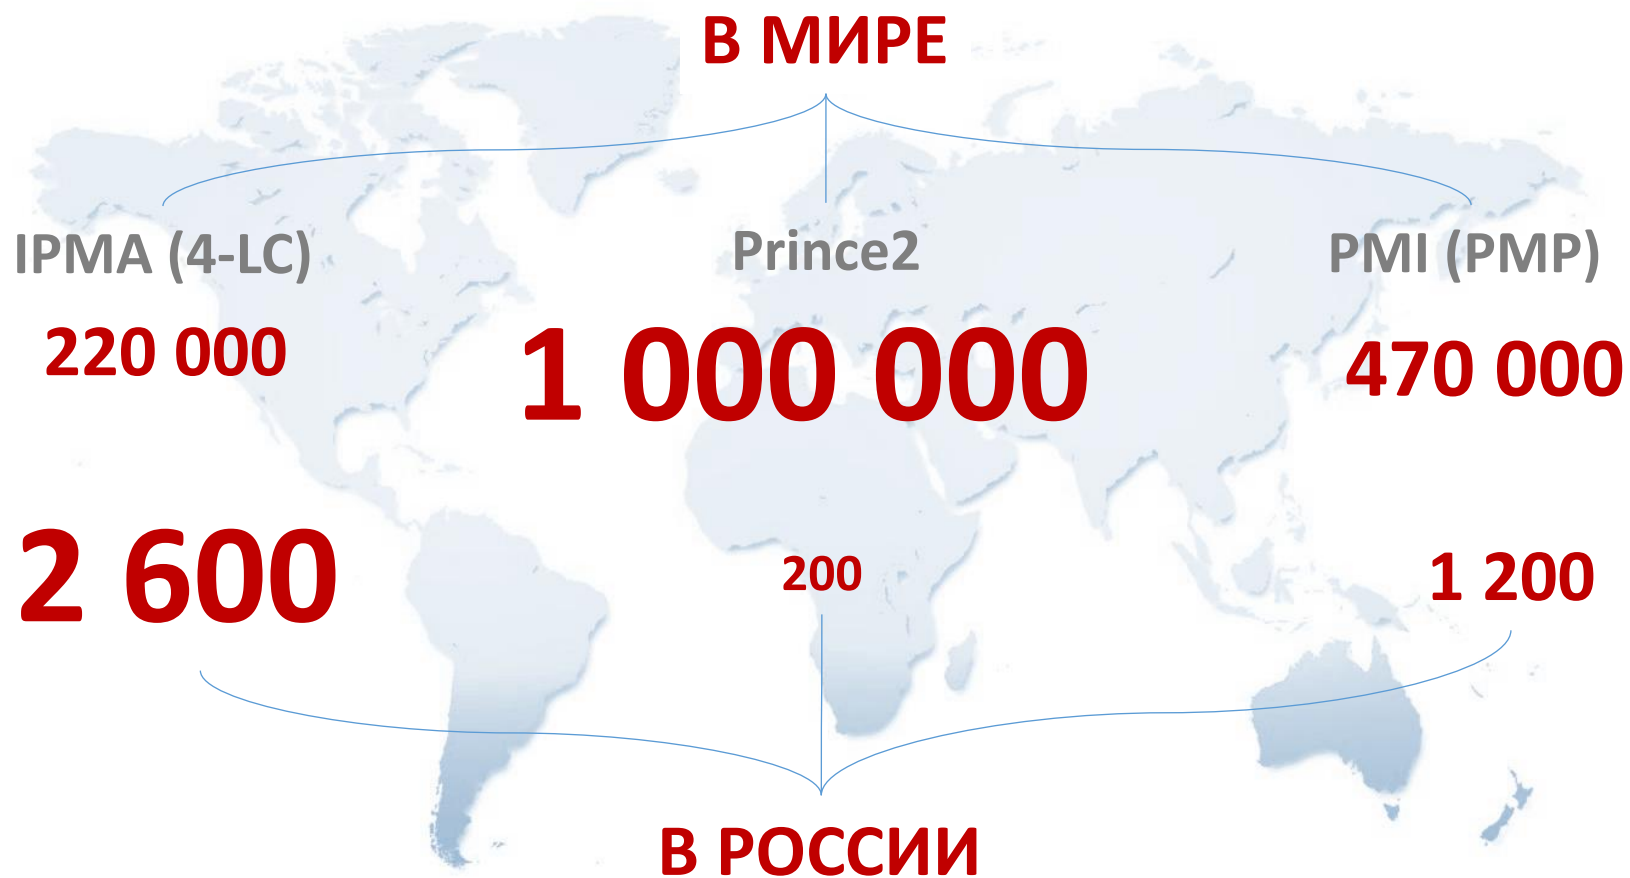 В МИРЕ
IPMA (4-LC)
Prince2
PMI (PMP)
220 000
1 000 000
470 000
2 600
200
1 200
В РОССИИ